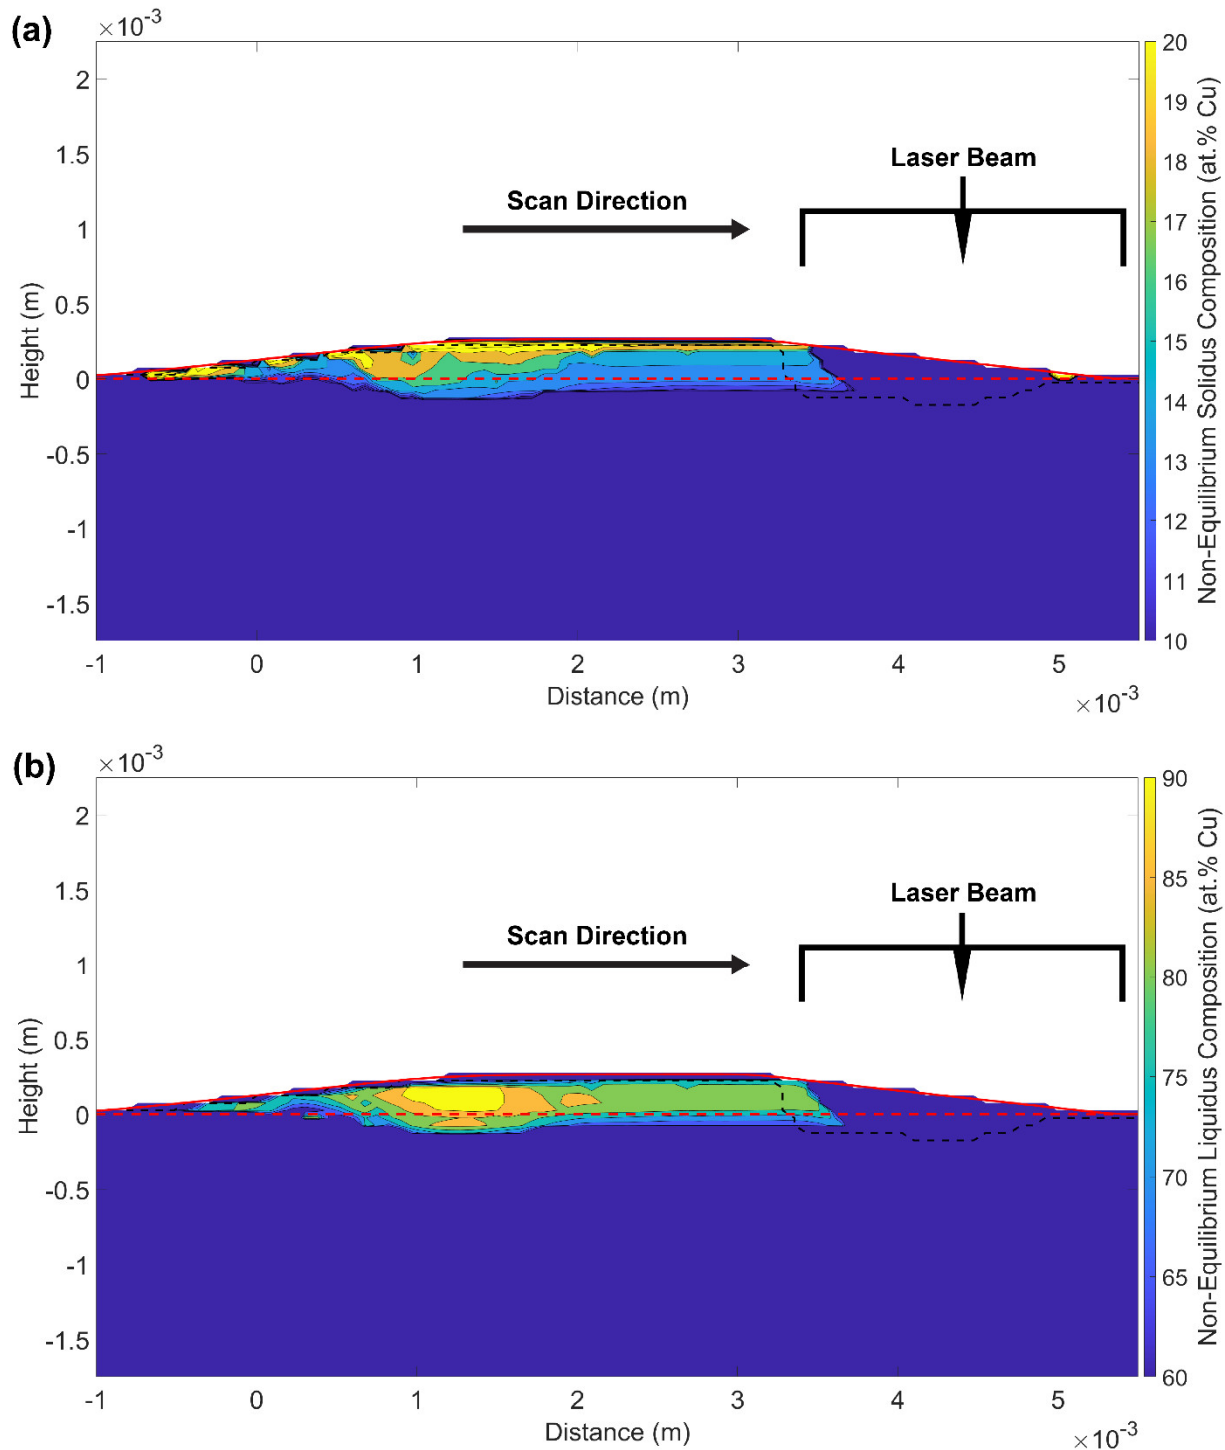 (a)
×10-3
2
1.5
1
0.5
0
-0.5
-1
-1.5
Height (m)
Scan Direction
Laser Beam
-1 0 1 2 3 4 5
Distance (m)
×10-3
20
19
18
17
16
15
14
13
12
11
10
Non-Equilibrium Solidus Composition (at.% Cu)
(b)
×10-3
2
1.5
1
0.5
0
-0.5
-1
-1.5
Height (m)
Scan Direction
Laser Beam
-1 0 1 2 3 4 5
Distance (m)
×10-3
90
85
80
75
70
65
60
Non-Equilibrium Liquidus Composition (at.% Cu)